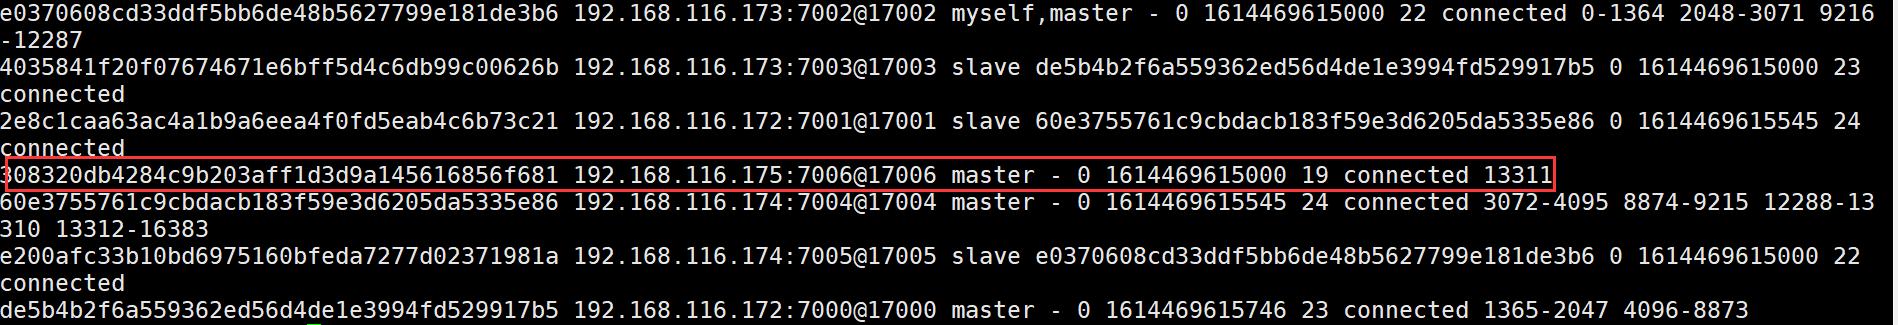 e0370608cd33ddf5bb6de48b5627799e181de3b6 192.168.116.173:7002@17002 myself,master - 0 1614469615000 22 connected 0-1364 2048-3071 9216
-12287
4035841f20f07674671e6bff5d4c6db99c00626b 192.168.116.173:7003@17003 slave de5b4b2f6a559362ed56d4de1e3994fd529917b5 0 1614469615000 23
connected
2e8c1caa63ac4a1b9a6eea4f0fd5eab4c6b73c21 192.168.116.172:7001@17001 slave 60e3755761c9cbdacb183f59e3d6205da5335e86 0 1614469615545 24
connected
308320db4284c9b203aff1d3d9a145616856f681 192.168.116.175:7006@17006 master - 0 1614469615000 19 connected 13311
60e3755761c9cbdacb183f59e3d6205da5335e86 192.168.116.174:7004@17004 master - 0 1614469615545 24 connected 3072-4095 8874-9215 12288-13
310 13312-16383
e200afc33b10bd6975160bfeda7277d02371981a 192.168.116.174:7005@17005 slave e0370608cd33ddf5bb6de48b5627799e181de3b6 0 1614469615000 22
connected
de5b4b2f6a559362ed56d4de1e3994fd529917b5 192.168.116.172:7000@17000 master - 0 1614469615746 23 connected 1365-2047 4096-8873